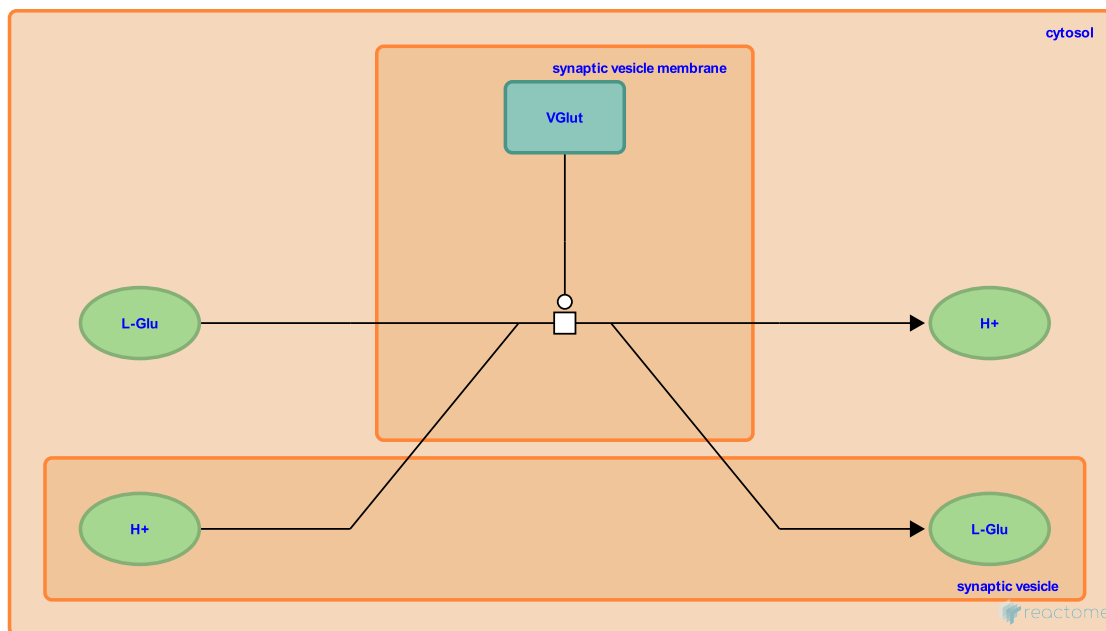 cytosol
synaptic vesicle membrane
VGlut
L-Glu
H+
H+
L-Glu
synaptic vesicle
reactome